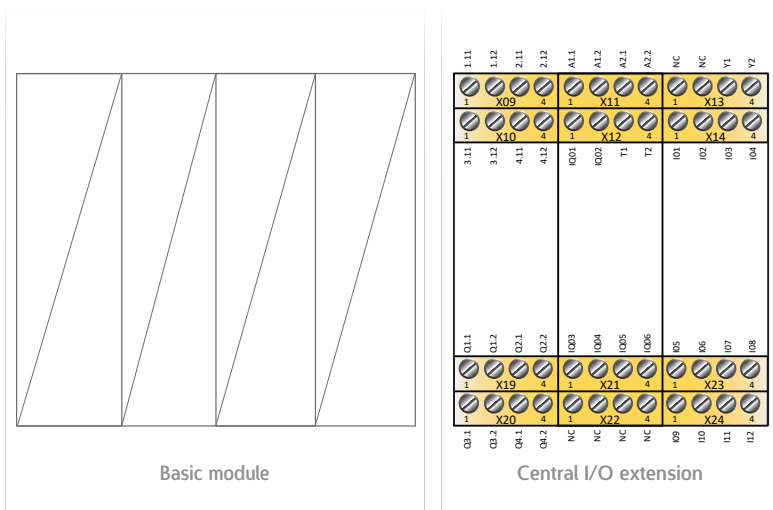 1.11 1.12 2.11 2.12 A1.1 A1.2 A2.1 A2.2 NC NC Y1 Y2
1 X09 4 1 X11 4 1 X13 4
1 X10 4 1 X12 4 1 X14 4
3.11 3.12 4.11 4.12 IQ01 IQ02 T1 T2 I01 I02 I03 I04
Q1.1 Q1.2 Q2.1 Q2.2 IQ03 IQ04 IQ05 IQ06 I05 I06 I07 I08
1 X19 4 1 X21 4 1 X23 4
1 X20 4 1 X22 4 1 X24 4
Q3.1 Q3.2 Q4.1 Q4.2 NC NC NC NC I09 I10 I11 I12
Basic module Central I/O extension